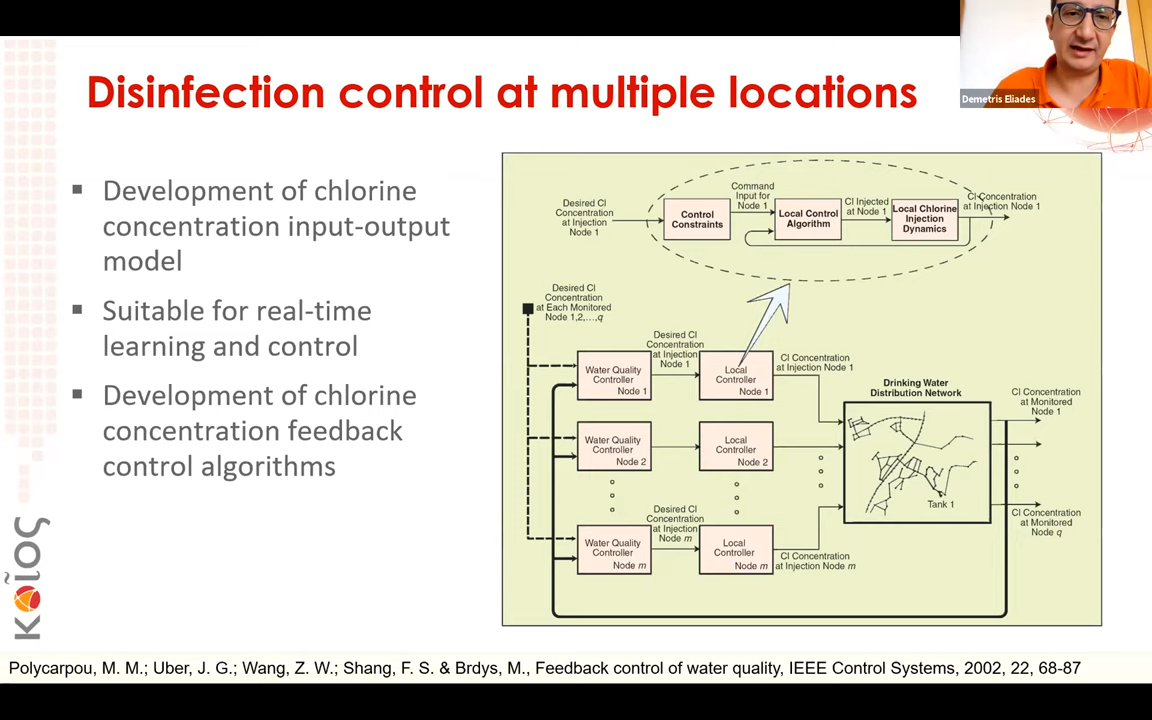 Disinfection control at multiple locations
Demetris Eliades
▪ Development of chlorine
concentration input-output
model
▪ Suitable for real-time
learning and control
▪ Development of chlorine
concentration feedback
control algorithms
Desired Cl
Concentration
at Injection
Node 1
Control
Constraints
Command
Input for
Node 1
Local Control
Algorithm
Cl Injected
at Node 1
Local Chlorine
Injection
Dynamics
Cl Concentration
at Injection Node 1
Desired Cl
Concentration
at Each Monitored
Node 1,2,...,q
Water Quality
Controller
Node 1
Desired Cl
Concentration
at Injection
Node 1
Local
Controller
Node 1
Cl Concentration
at Injection Node 1
Water Quality
Controller
Node 2
Local
Controller
Node 2
Water Quality
Controller
Node m
Desired Cl
Concentration
at Injection
Node m
Local
Controller
Node m
Cl Concentration
at Injection Node m
Drinking Water
Distribution Network
Tank 1
Cl Concentration
at Monitored
Node 1
Cl Concentration
at Monitored
Node q
κοῖος
Polycarpou, M. M.; Uber, J. G.; Wang, Z. W.; Shang, F. S. & Brdys, M., Feedback control of water quality, IEEE Control Systems, 2002, 22, 68-87